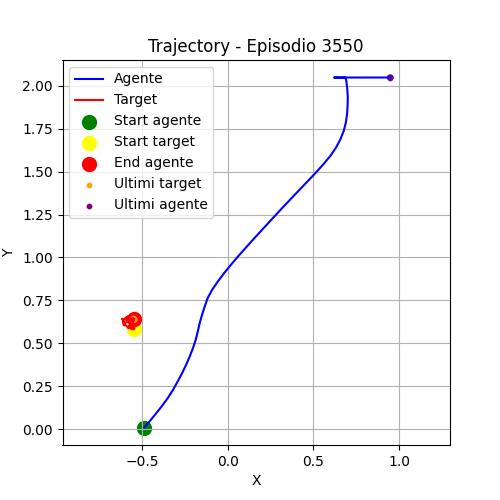 Trajectory - Episodio 3550
Agente
Target
Start agente
Start target
End agente
Ultimi target
Ultimi agente
2.00
1.75
1.50
1.25
1.00
0.75
0.50
0.25
0.00
Y
−0.5
0.0
0.5
1.0
X